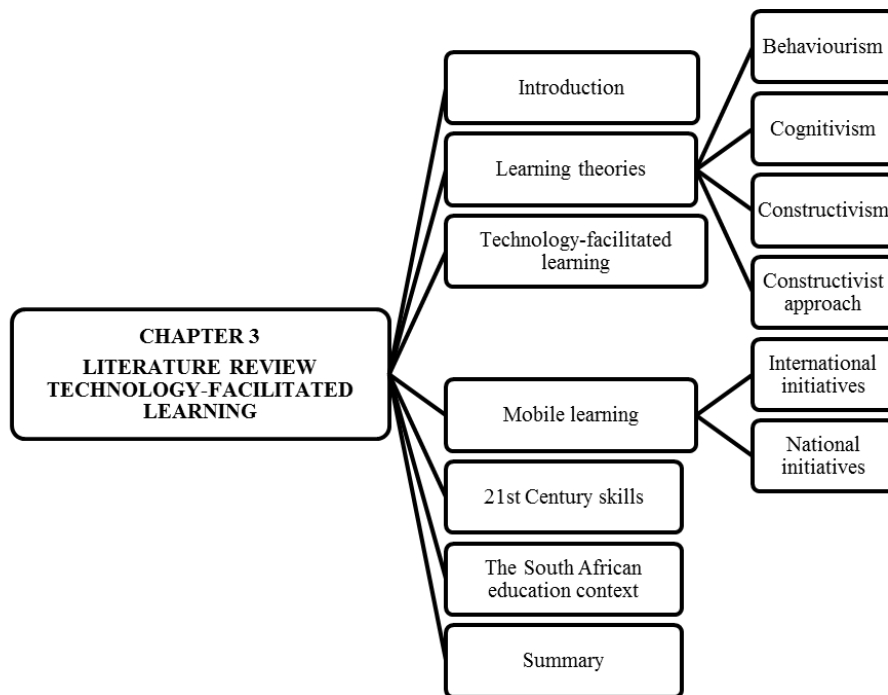 CHAPTER 3
LITERATURE REVIEW
TECHNOLOGY-FACILITATED
LEARNING
Introduction
Learning theories
Behaviourism
Cognitivism
Constructivism
Constructivist
approach
Technology-facilitated
learning
Mobile learning
International
initiatives
National
initiatives
21st Century skills
The South African
education context
Summary